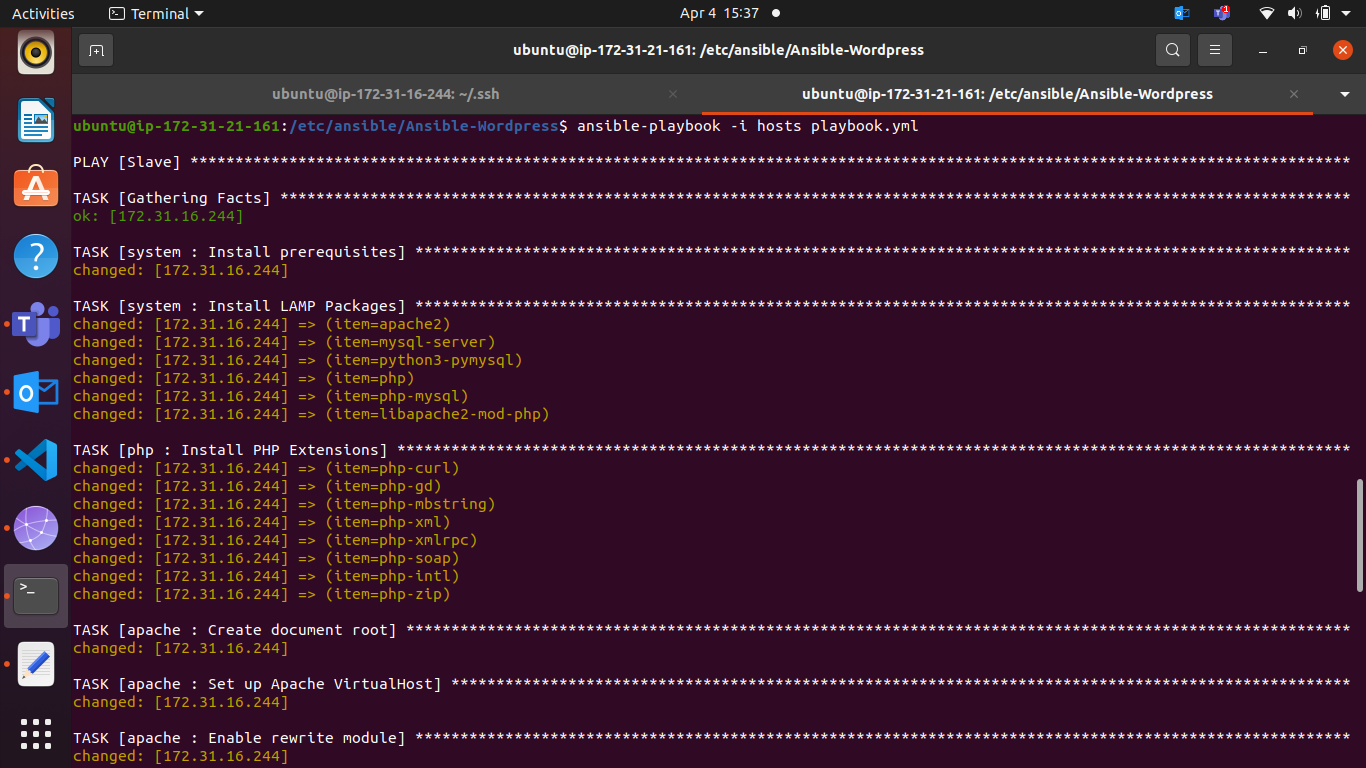 Activities
Terminal
Apr 4 15:37
1
ubuntu@ip-172-31-21-161: /etc/ansible/Ansible-Wordpress
ubuntu@ip-172-31-16-244: ~/.ssh
ubuntu@ip-172-31-21-161: /etc/ansible/Ansible-Wordpress
ubuntu@ip-172-31-21-161:/etc/ansible/Ansible-Wordpress$ ansible-playbook -i hosts playbook.yml
PLAY [Slave] *********************************************************************************************************************************
TASK [Gathering Facts] ***********************************************************************************************************************
ok: [172.31.16.244]
TASK [system : Install prerequisites] ********************************************************************************************************
changed: [172.31.16.244]
TASK [system : Install LAMP Packages] ********************************************************************************************************
changed: [172.31.16.244] => (item=apache2)
changed: [172.31.16.244] => (item=mysql-server)
changed: [172.31.16.244] => (item=python3-pymysql)
changed: [172.31.16.244] => (item=php)
changed: [172.31.16.244] => (item=php-mysql)
changed: [172.31.16.244] => (item=libapache2-mod-php)
TASK [php : Install PHP Extensions] **********************************************************************************************************
changed: [172.31.16.244] => (item=php-curl)
changed: [172.31.16.244] => (item=php-gd)
changed: [172.31.16.244] => (item=php-mbstring)
changed: [172.31.16.244] => (item=php-xml)
changed: [172.31.16.244] => (item=php-xmlrpc)
changed: [172.31.16.244] => (item=php-soap)
changed: [172.31.16.244] => (item=php-intl)
changed: [172.31.16.244] => (item=php-zip)
TASK [apache : Create document root] *********************************************************************************************************
changed: [172.31.16.244]
TASK [apache : Set up Apache VirtualHost] ****************************************************************************************************
changed: [172.31.16.244]
TASK [apache : Enable rewrite module] ********************************************************************************************************
changed: [172.31.16.244]